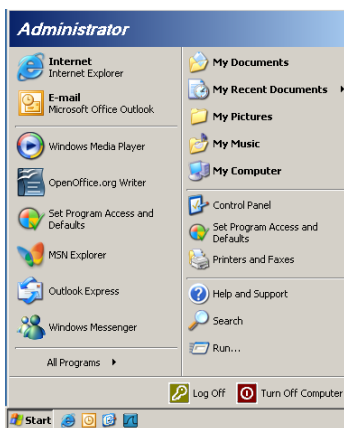 Administrator
Internet
Internet Explorer
E-mail
Microsoft Office Outlook
Windows Media Player
OpenOffice.org Writer
Set Program Access and
Defaults
MSN Explorer
Outlook Express
Windows Messenger
All Programs
My Documents
My Recent Documents
My Pictures
My Music
My Computer
Control Panel
Set Program Access and
Defaults
Printers and Faxes
Help and Support
Search
Run...
Log Off
Turn Off Computer
Start